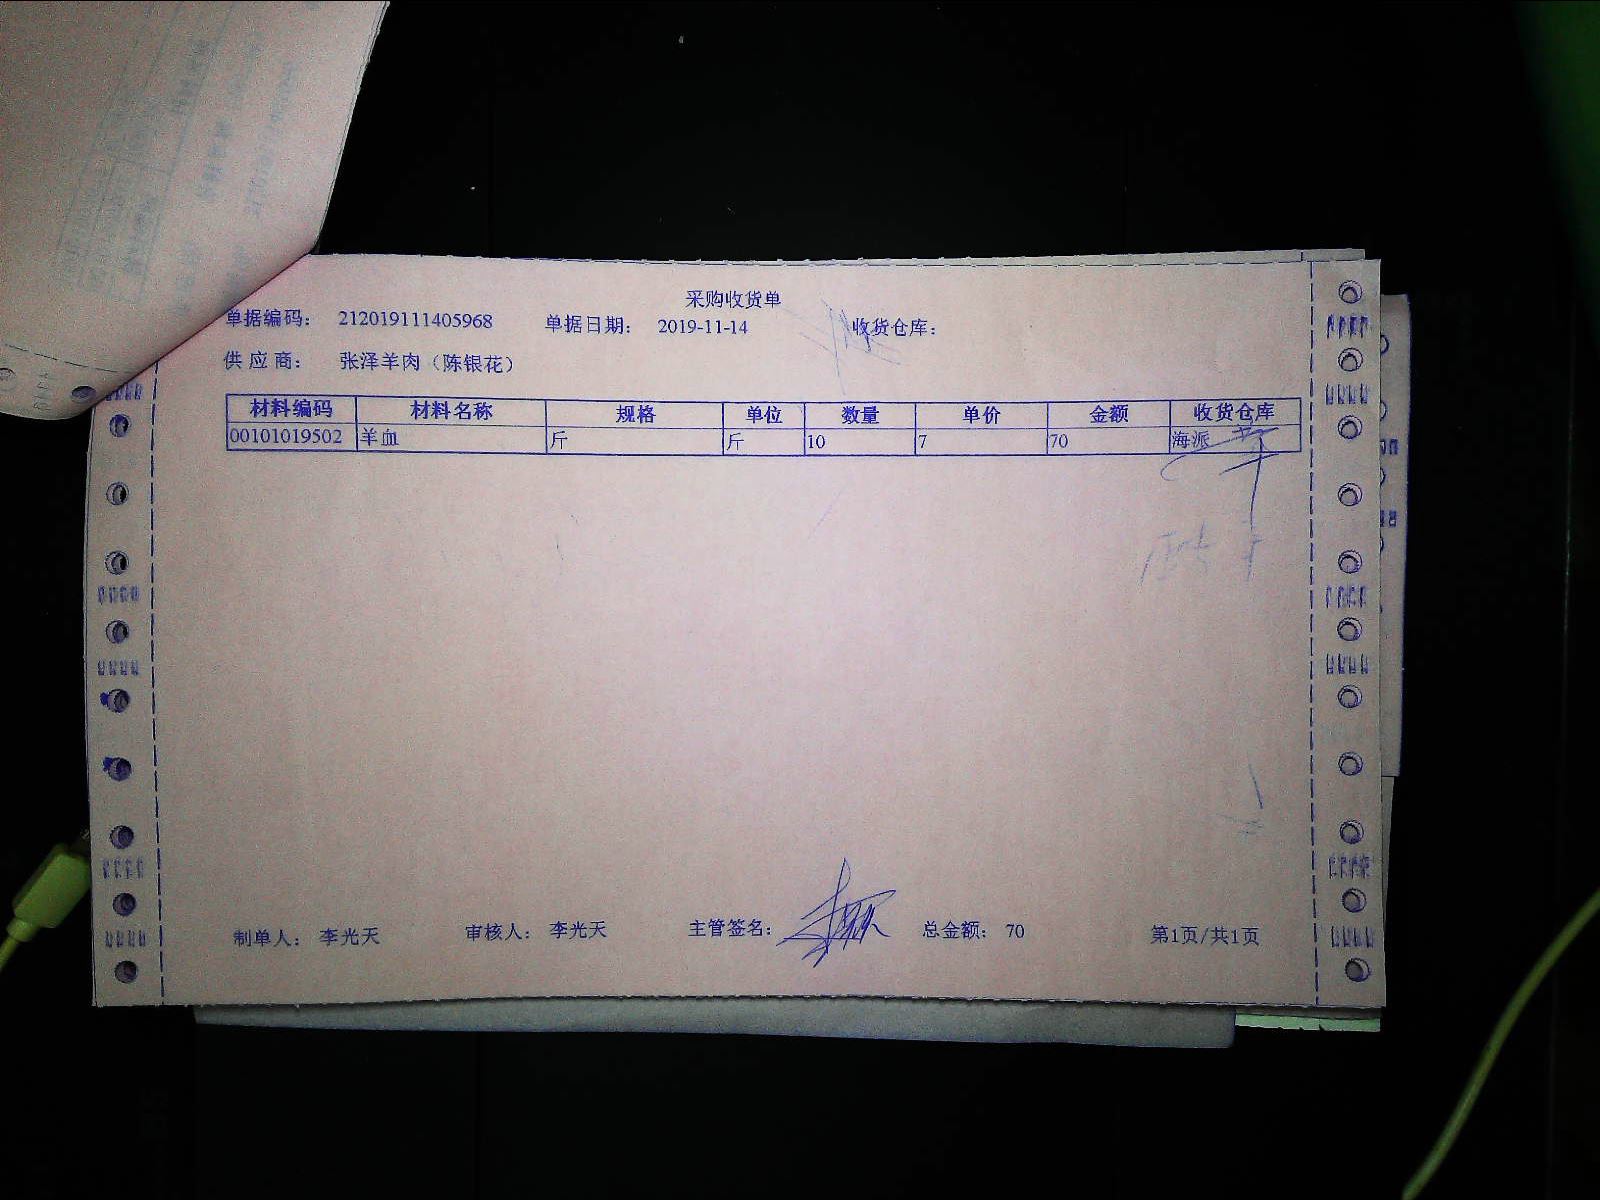 采购收货单
单据编码： 212019111405968 单据日期： 2019-11-14 收货仓库：
供应商： 张泽羊肉（陈银花）
材料编码 材料名称 规格 单位 数量 单价 金额 收货仓库
00101019502 羊血 斤 斤 10 7 70 海派
制单人： 李光天 审核人： 李光天 主管签名： 总金额： 70 第1页/共1页